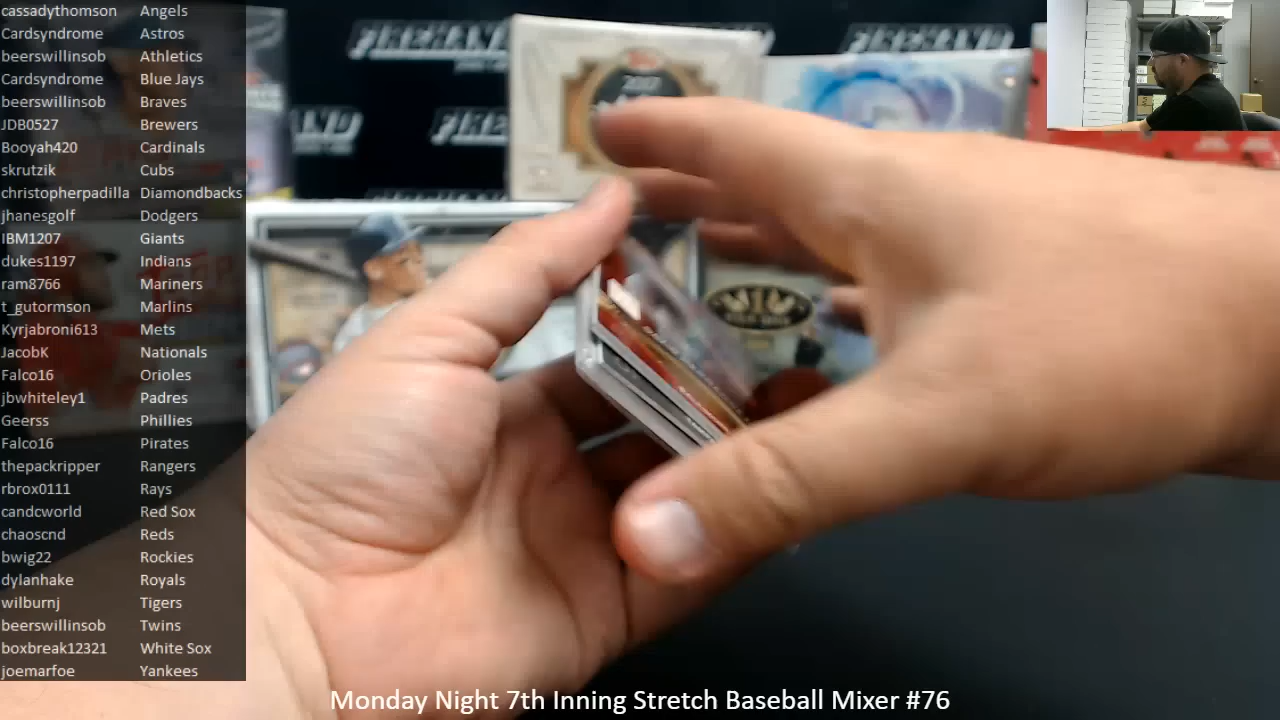 cassadythomson Angels
Cardsyndrome Astros
beerswillinsob Athletics
Cardsyndrome Blue Jays
beerswillinsob Braves
JDB0527 Brewers
Booyah420 Cardinals
skrutzik Cubs
christopherpadilla Diamondbacks
jhanesgolf Dodgers
IBM1207 Giants
dukes1197 Indians
ram8766 Mariners
t_gutormson Marlins
Kyrjabroni613 Mets
JacobK Nationals
Falco16 Orioles
jbwhiteley1 Padres
Geerss Phillies
Falco16 Pirates
thepackripper Rangers
rbrox0111 Rays
candcworld Red Sox
chaoscnd Reds
bwig22 Rockies
dylanhake Royals
wilburnj Tigers
beerswillinsob Twins
boxbreak12321 White Sox
joemarfoe Yankees
FIREHAND
FIREHAND
2017
Monday Night 7th Inning Stretch Baseball Mixer #76